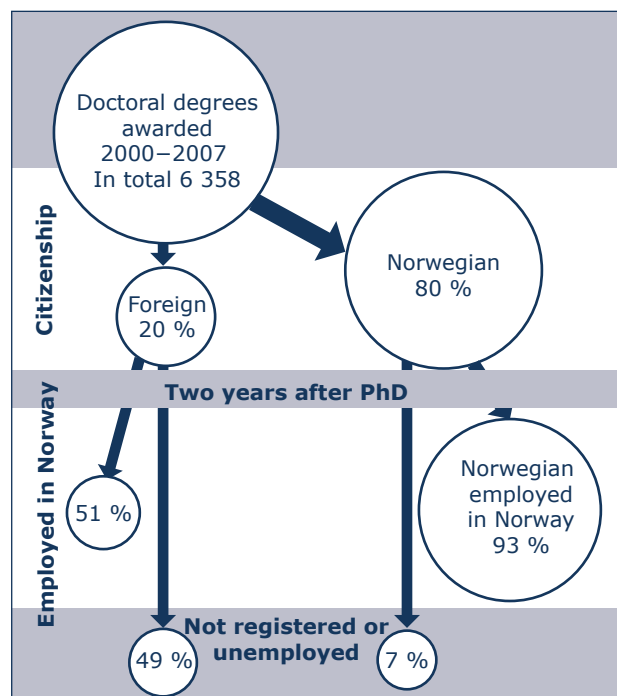 Doctoral degrees
awarded
2000−2007
In total 6 358
Citizenship
Foreign
20 %
Norwegian
80 %
Two years after PhD
Employed in Norway
51 %
Norwegian
employed
in Norway
93 %
Not registered or
unemployed
49 %
7 %